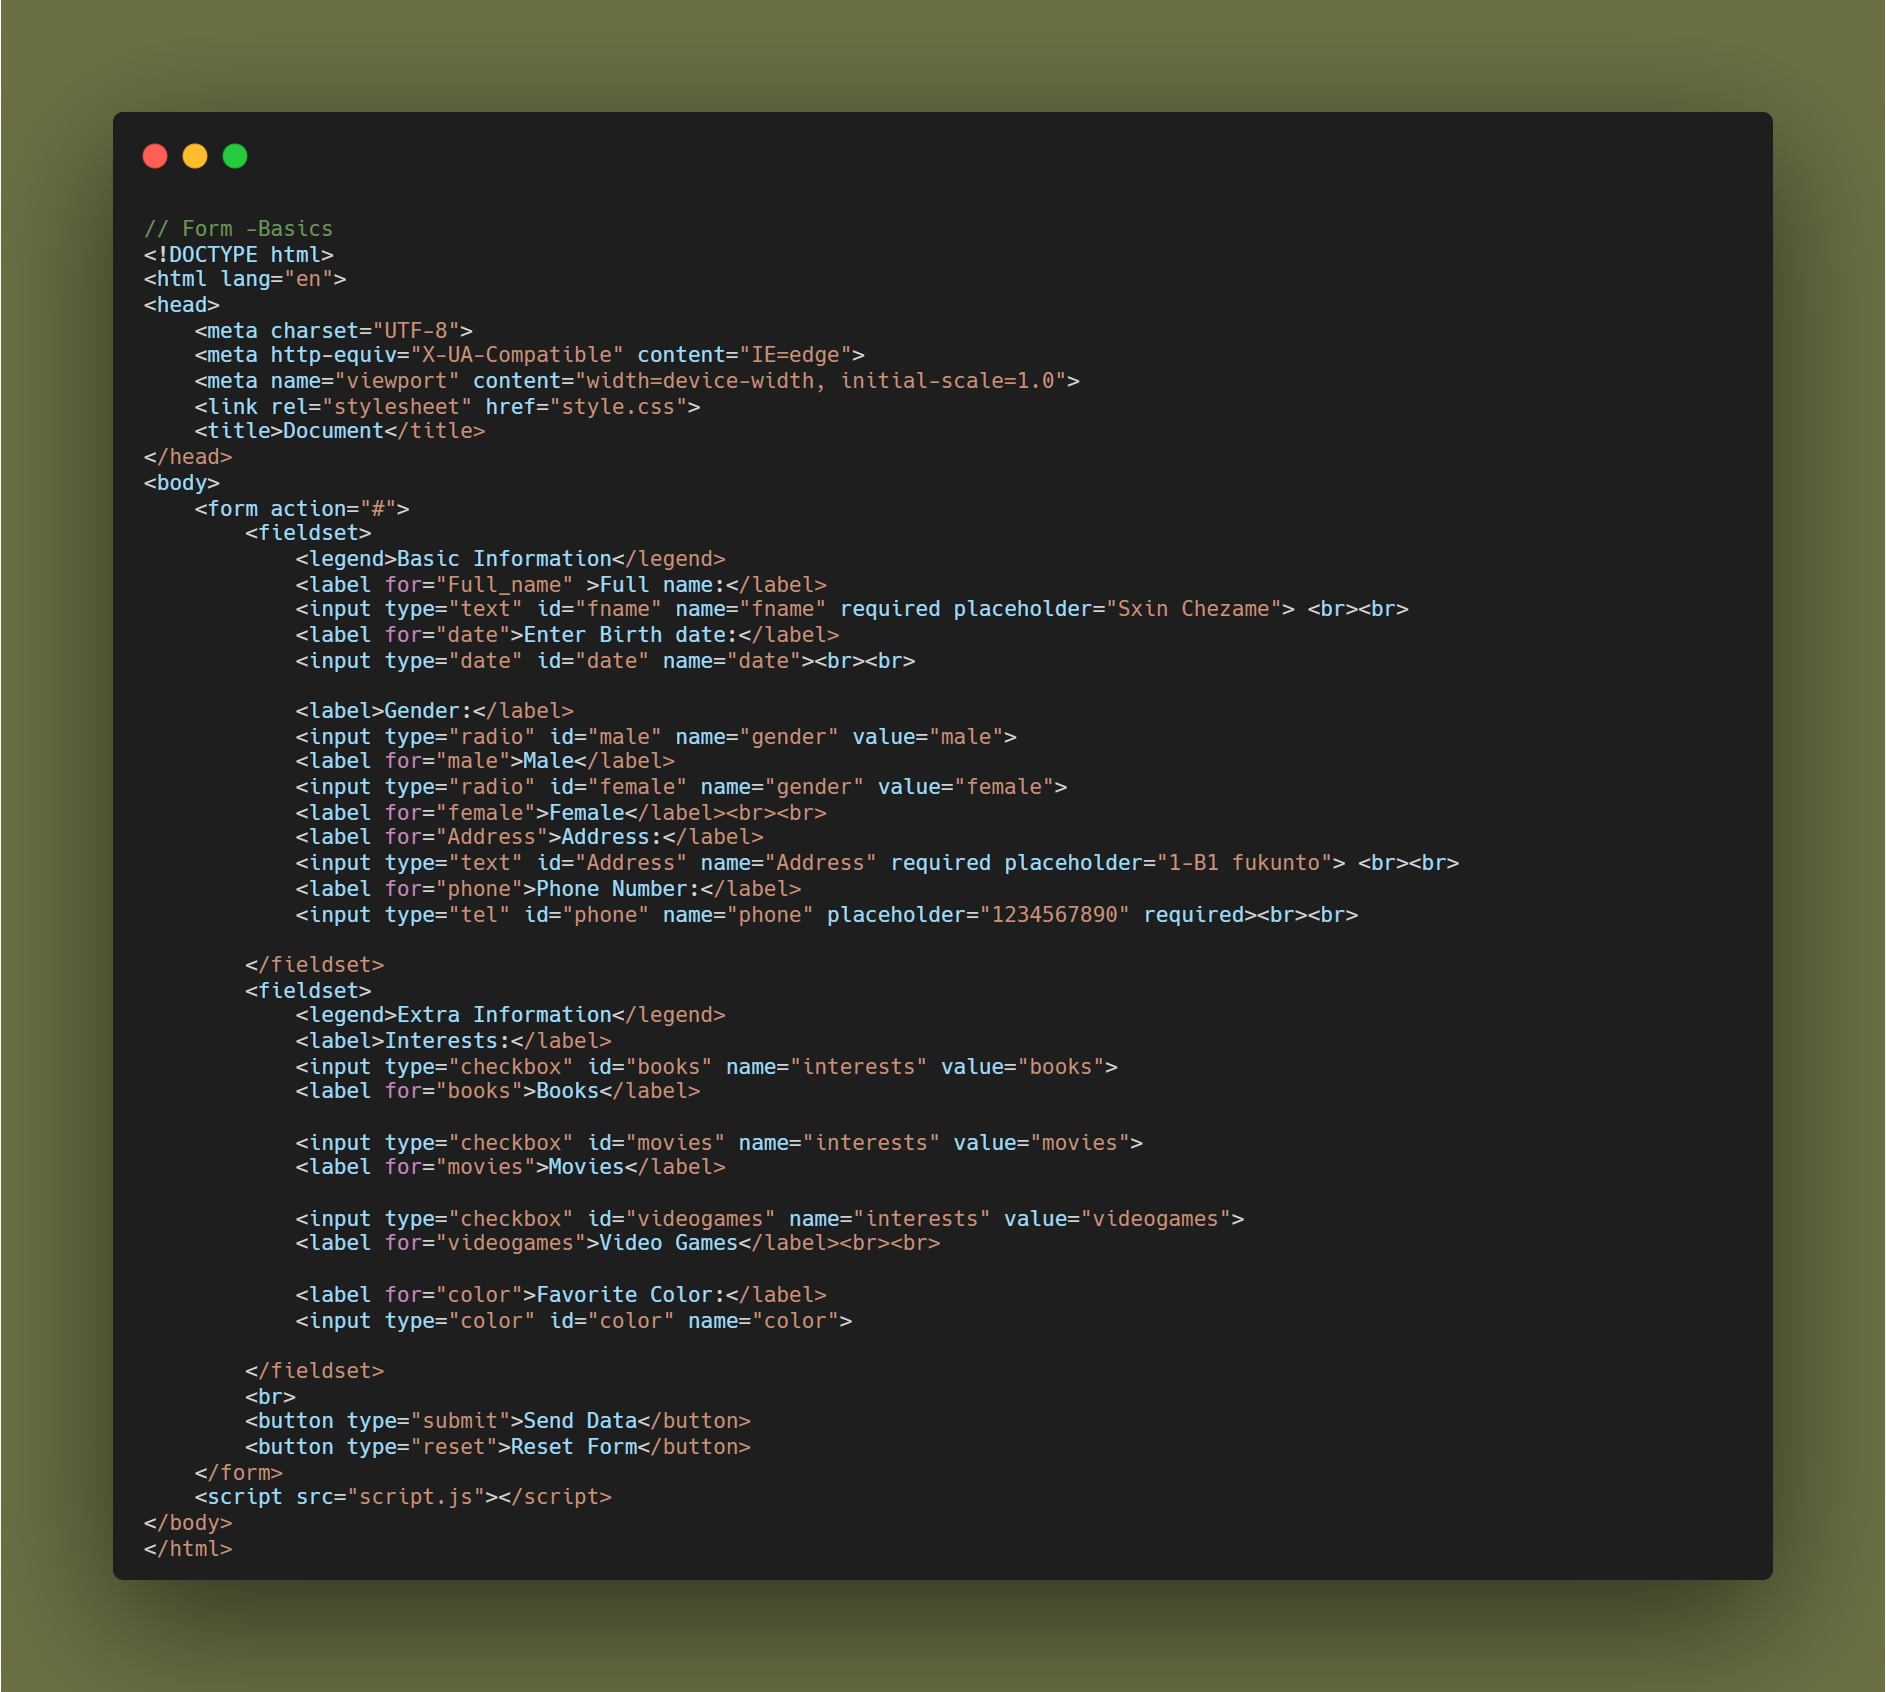 // Form -Basics
<!DOCTYPE html>
<html lang="en">
<head>
    <meta charset="UTF-8">
    <meta http-equiv="X-UA-Compatible" content="IE=edge">
    <meta name="viewport" content="width=device-width, initial-scale=1.0">
    <link rel="stylesheet" href="style.css">
    <title>Document</title>
</head>
<body>
    <form action="#">
        <fieldset>
            <legend>Basic Information</legend>
            <label for="Full_name" >Full name:</label>
            <input type="text" id="fname" name="fname" required placeholder="Sxin Chezame"> <br><br>
            <label for="date">Enter Birth date:</label>
            <input type="date" id="date" name="date"><br><br>

            <label>Gender:</label>
            <input type="radio" id="male" name="gender" value="male">
            <label for="male">Male</label>
            <input type="radio" id="female" name="gender" value="female">
            <label for="female">Female</label><br><br>
            <label for="Address">Address:</label>
            <input type="text" id="Address" name="Address" required placeholder="1-B1 fukunto"> <br><br>
            <label for="phone">Phone Number:</label>
            <input type="tel" id="phone" name="phone" placeholder="1234567890" required><br><br>

        </fieldset>
        <fieldset>
            <legend>Extra Information</legend>
            <label>Interests:</label>
            <input type="checkbox" id="books" name="interests" value="books">
            <label for="books">Books</label>

            <input type="checkbox" id="movies" name="interests" value="movies">
            <label for="movies">Movies</label>

            <input type="checkbox" id="videogames" name="interests" value="videogames">
            <label for="videogames">Video Games</label><br><br>

            <label for="color">Favorite Color:</label>
            <input type="color" id="color" name="color">

        </fieldset>
        <br>
        <button type="submit">Send Data</button>
        <button type="reset">Reset Form</button>
    </form>
    <script src="script.js"></script>
</body>
</html>